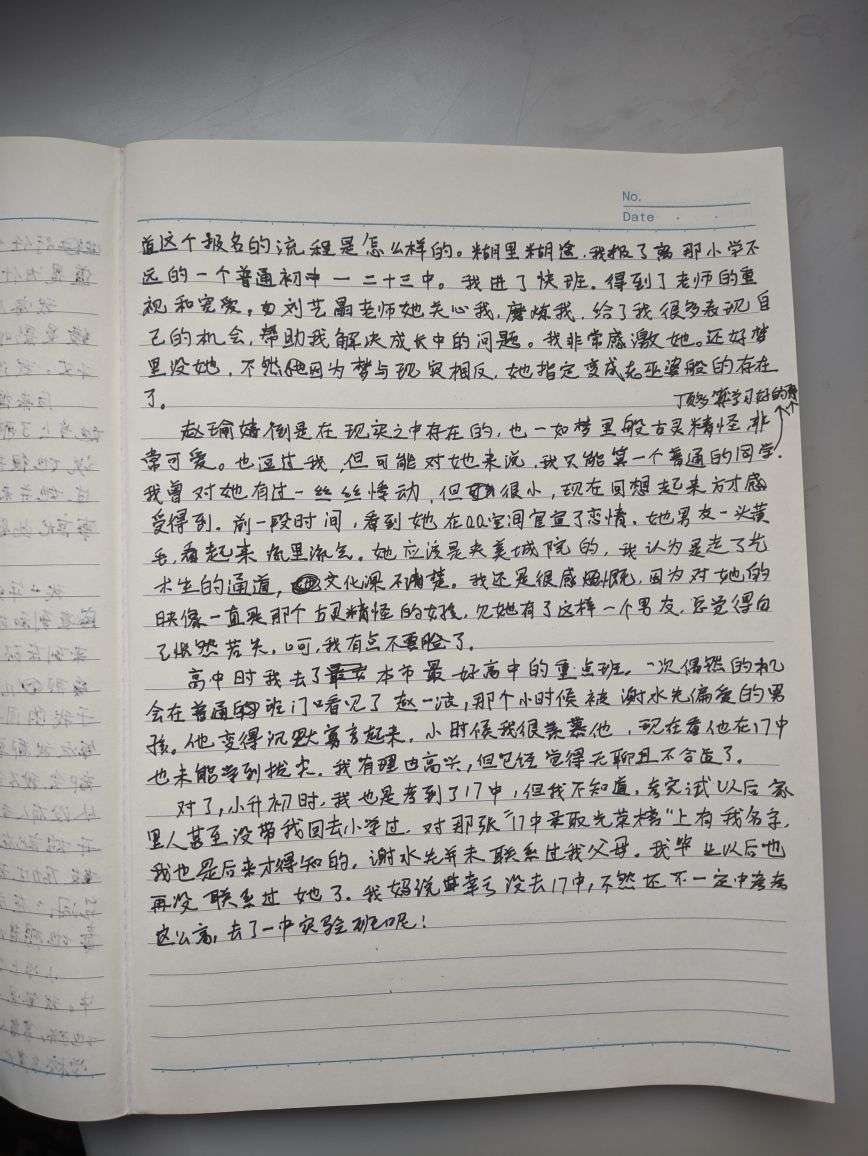 No.
Date
道这个报名的流程是怎么样的。糊里糊涂,我报了离那小学不
远的一个普通初中一二十三中。我进了快班。得到了老师的重
视和宠爱。如刘艺晶老师她关心我,磨炼我,给了我很多表现自
己的机会,帮助我解决成长中的问题。我非常感激她。还好梦
里没她,不然因为梦与现实相反,她指定变成老巫婆般的存在
了。
丁顶多算学习好的
赵瑜嬉倒是在现实之中存在的,也一如梦里般古灵精怪,非
常可爱。也逗过我,但可能对她来说,我只能算一个普通的同学.
我曾对她有过一丝丝悸动,但很小,现在回想起来方才感
受得到。前一段时间,看到她在QQ空间官宣了恋情。她男友一头黄
毛,看起来流里流气。她应该是央美城院的,我认为是走了艺
术生的通道,文化课不清楚。我还是很感慨,因为对她的
映像一直是那个古灵精怪的女孩,见她有了这样一个男友,总觉得自
己怅然若失。呵,我有点不要脸了。
高中时我去了本市最好高中的重点班。一次偶然的机
会在普通班门口看见了赵一波,那个小时候被谢水先偏爱的男
孩。他变得沉默寡言起来。小时候我很羡慕他,现在看他在17中
也未能学到拔尖。我有理由高兴,但已经觉得无聊且不合适了。
对了,小升初时,我也是考到了17中,但我不知道,考完试以后家
里人甚至没带我回去小学过,对那张“17中录取光荣榜”上有我名字,
我也是后来才得知的。谢水先并未联系过我父母。我毕业以后也
再没联系过她了。我妈说幸亏没去17中,不然还不一定中考考
这么高,去了一中实验班呢!